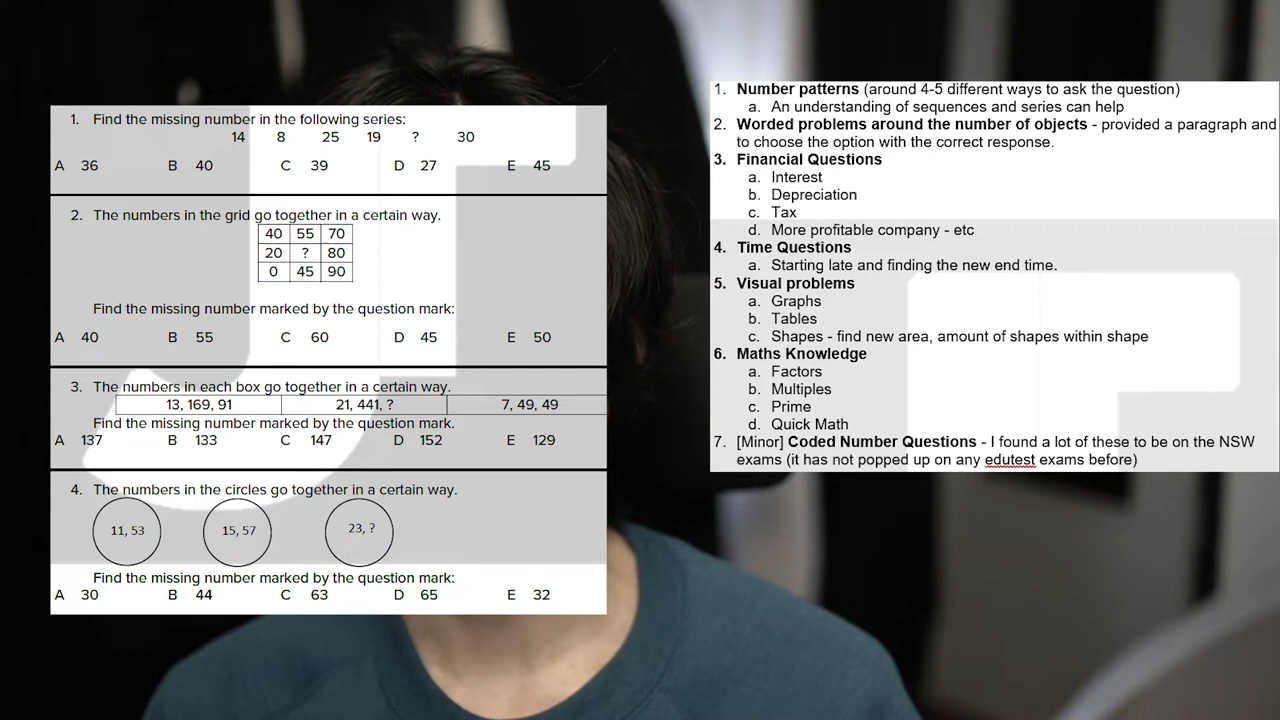 1. Find the missing number in the following series:
14 8 25 19 ? 30
A 36 B 40 C 39 D 27 E 45
2. The numbers in the grid go together in a certain way.
40 55 70
20 ? 80
0 45 90
Find the missing number marked by the question mark:
A 40 B 55 C 60 D 45 E 50
3. The numbers in each box go together in a certain way.
13, 169, 91 21, 441, ? 7, 49, 49
Find the missing number marked by the question mark.
A 137 B 133 C 147 D 152 E 129
4. The numbers in the circles go together in a certain way.
11, 53 15, 57 23, ?
Find the missing number marked by the question mark:
A 30 B 44 C 63 D 65 E 32
1. Number patterns (around 4-5 different ways to ask the question)
a. An understanding of sequences and series can help
2. Worded problems around the number of objects - provided a paragraph and
to choose the option with the correct response.
3. Financial Questions
a. Interest
b. Depreciation
c. Tax
d. More profitable company - etc
4. Time Questions
a. Starting late and finding the new end time.
5. Visual problems
a. Graphs
b. Tables
c. Shapes - find new area, amount of shapes within shape
6. Maths Knowledge
a. Factors
b. Multiples
c. Prime
d. Quick Math
7. [Minor] Coded Number Questions - I found a lot of these to be on the NSW
exams (it has not popped up on any edutest exams before)